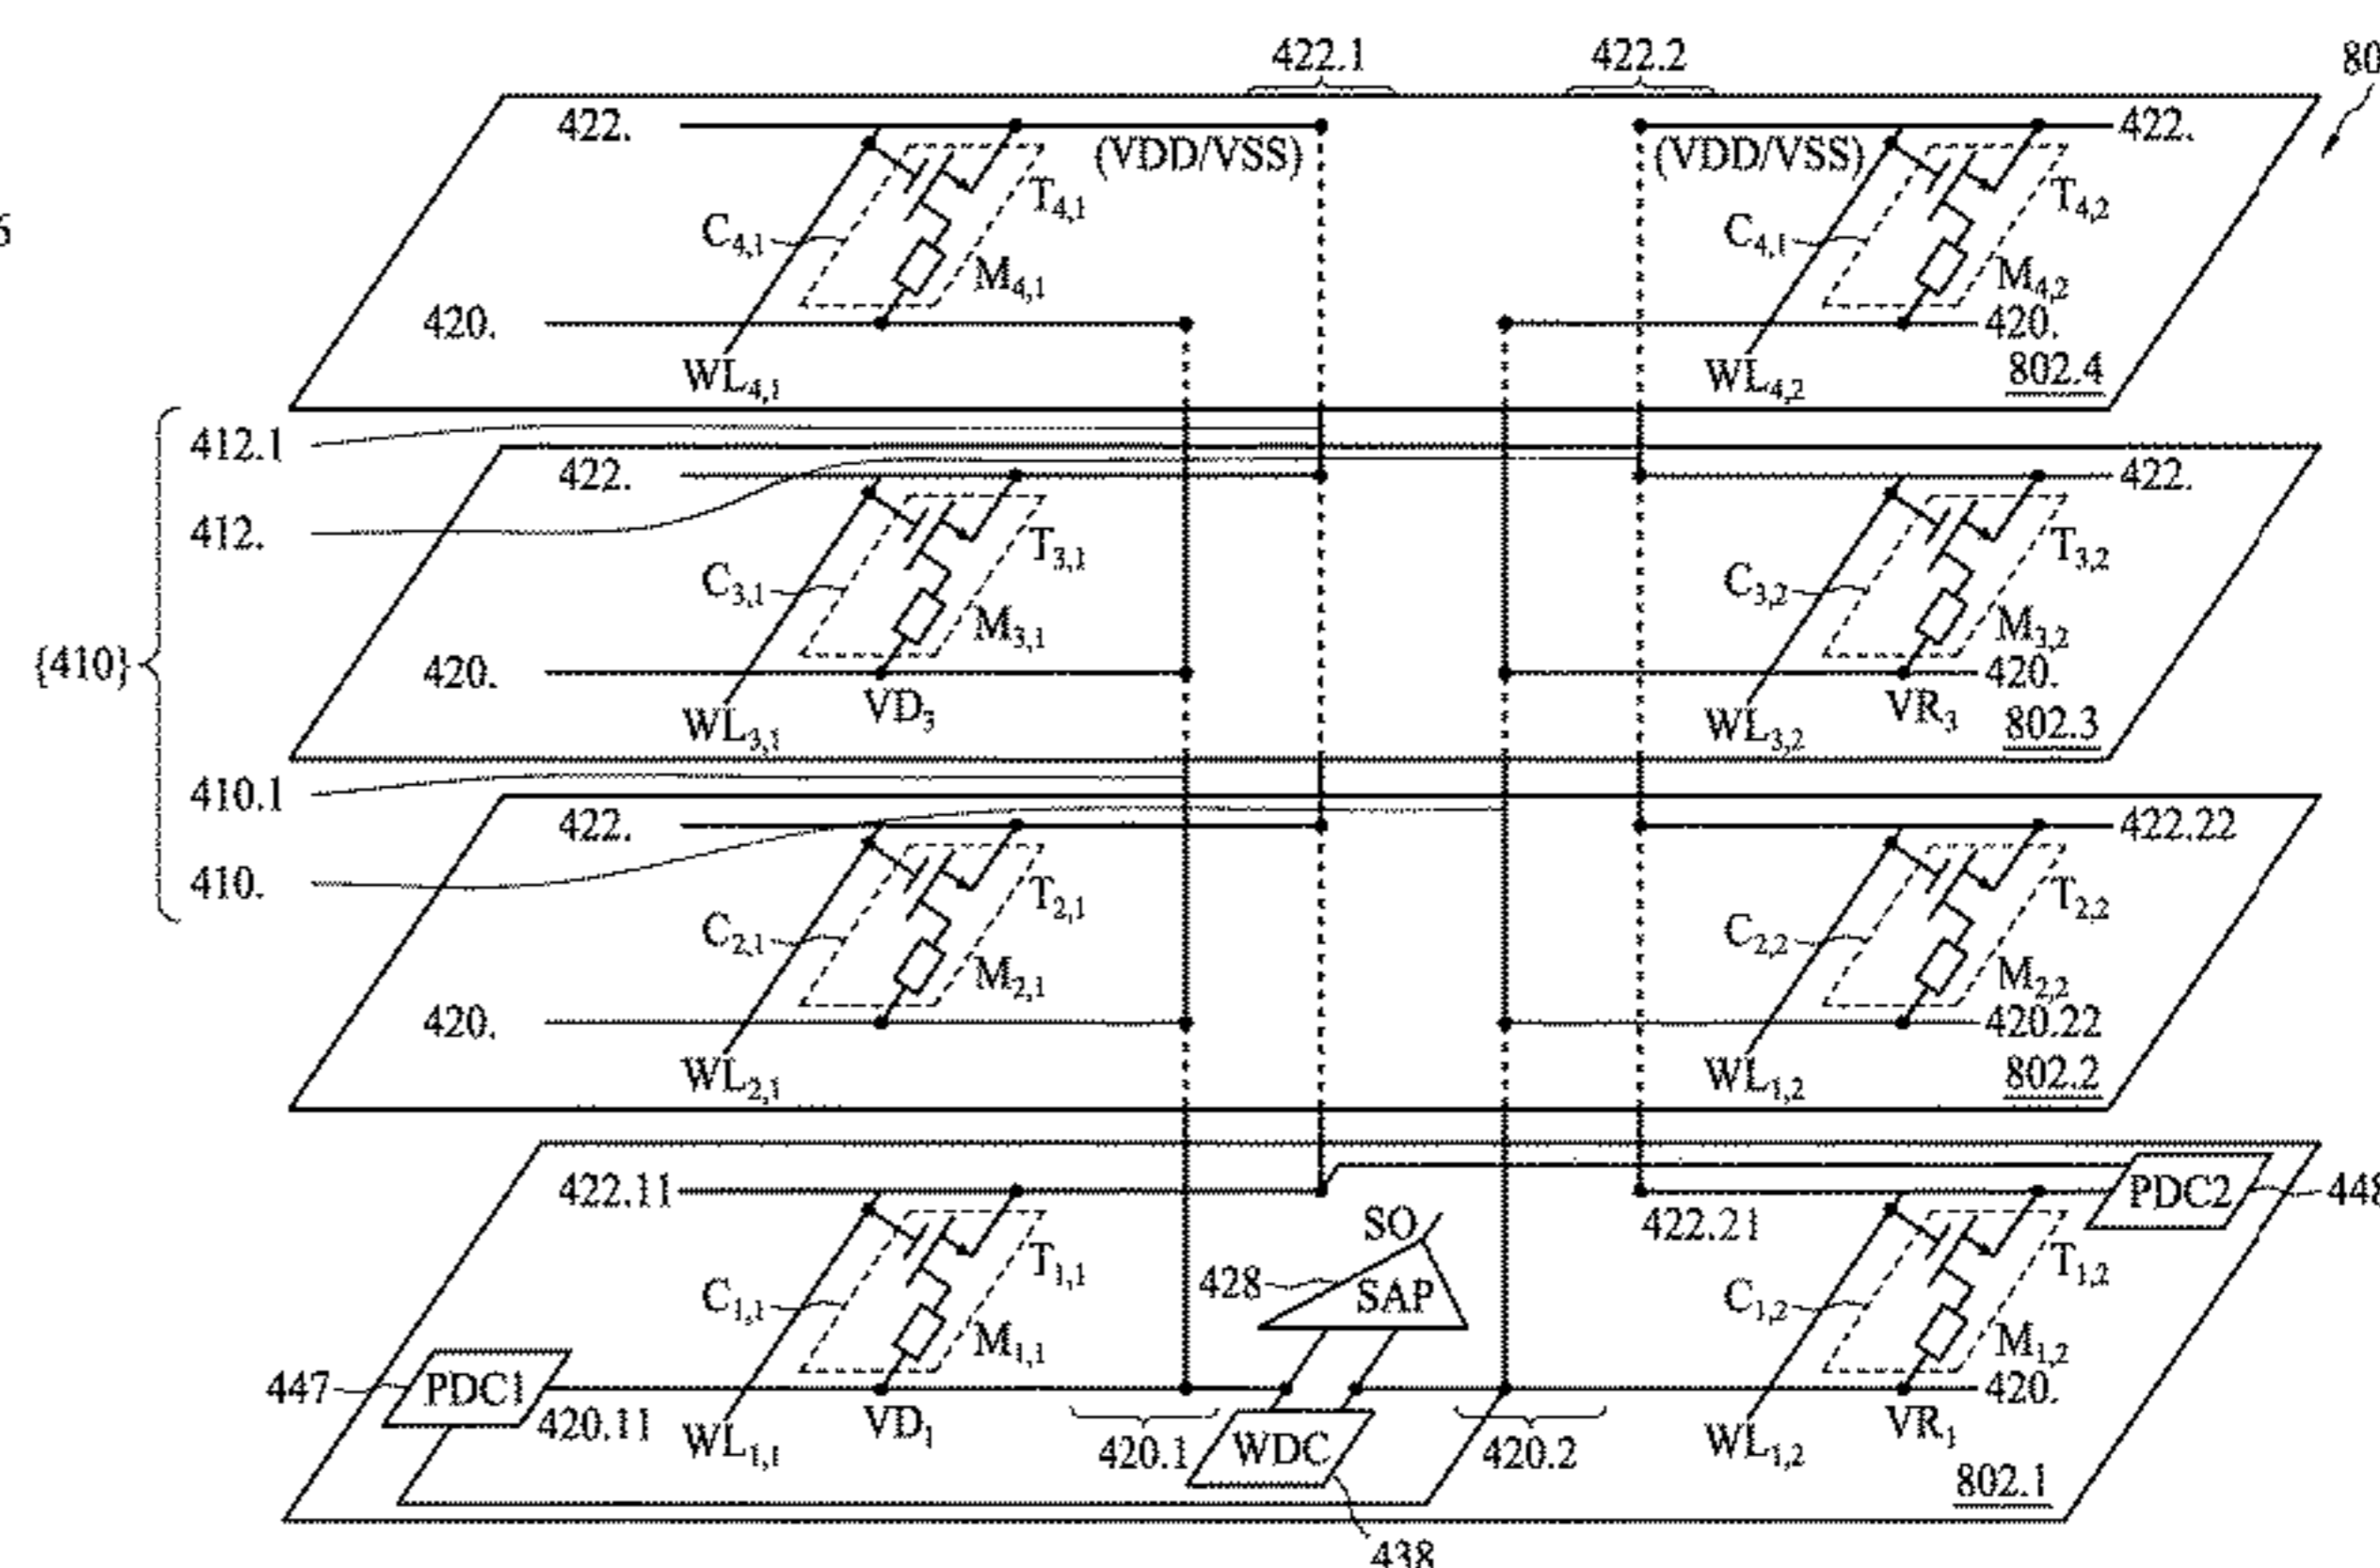 422.1 422.2 80
422. (VDD/VSS) (VDD/VSS) 422.
6 C4,1 T4,1 C4,1 T4,2
M4,1 M4,2
420. 420.
WL4,1 WL4,2 802.4
412.1
422. 422.
412.
C3,1 T3,1 C3,2 T3,2
M3,1 M3,2
{410} 420. 420.
WL3,1 VD3 WL3,2 VR3 802.3
410.1
422. 422.22
410.
C2,1 T2,1 C2,2 T2,2
M2,1 M2,2
420. 420.22
WL2,1 WL1,2 802.2
422.11 PDC2 448
SO 422.21
428 SAP
C1,1 T1,1 C1,2 T1,2
M1,1 M1,2
447 PDC1 420.
420.11 WL1,1 VD1 420.1 WDC 420.2 WL1,2 VR1
802.1
438